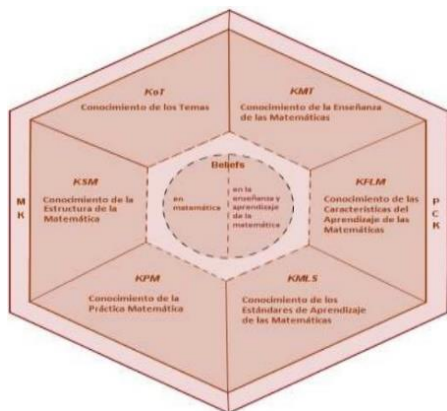 KoT
Conocimiento de los Temas
KMT
Conocimiento de la Enseñanza
de las Matemáticas
Beliefs
en
matemática
en la
enseñanza y
aprendizaje
de la
matemática
KSM
Conocimiento de la
Estructura de la
Matemática
KFLM
Conocimiento de las
Características del
Aprendizaje de las
Matemáticas
M
K
P
C
K
KPM
Conocimiento de la
Práctica Matemática
KMLS
Conocimiento de los
Estándares de Aprendizaje
de las Matemáticas